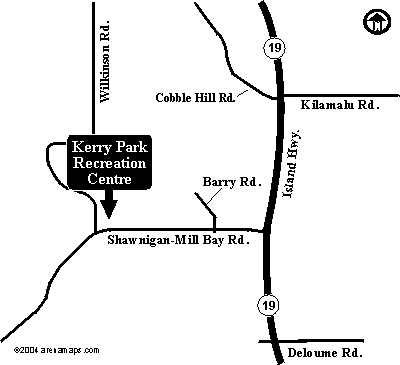 Wilkinson Rd.
19
Cobble Hill Rd.
Kilamalu Rd.
Kerry Park
Recreation
Centre
Island Hwy.
Barry Rd.
Shawnigan-Mill Bay Rd.
19
©2004 arenamaps.com
Deloume Rd.